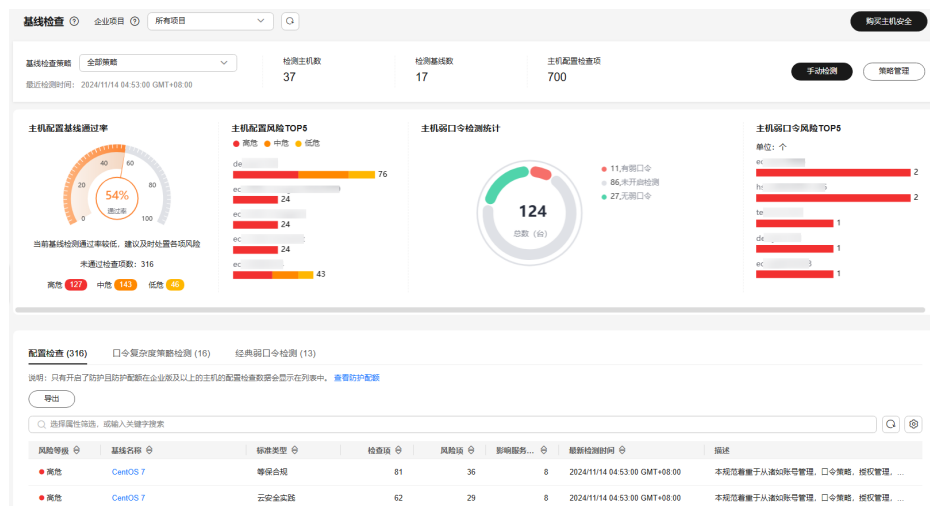 基线检查 企业项目 所有项目 购买主机安全
基线检查策略 全部策略
最近检测时间： 2024/11/14 04:53:00 GMT+08:00
检测主机数 检测基线数 主机配置检查项
37 17 700
手动检测 策略管理
主机配置基线通过率
0 20 40 60 80 100
54%
通过率
当前基线检测通过率较低，建议及时处置各项风险
未通过检查项数：316
高危 127 中危 143 低危 46
主机配置风险TOP5
高危 中危 低危
de
76
ec
24
ec
24
ec
24
ec
43
主机弱口令检测统计
124
总数（台）
11,有弱口令
86,未开启检测
27,无弱口令
主机弱口令风险TOP5
单位：个
ec
2
2
te
1
de
1
ec
1
配置检查 (316) 口令复杂度策略检测 (16) 经典弱口令检测 (13)
说明：只有开启了防护且防护配额在企业版及以上的主机的配置检查数据会显示在列表中。 查看防护配额
导出
选择属性筛选，或输入关键字搜索
风险等级 基线名称 标准类型 检查项 风险项 影响服务... 最新检测时间 描述
高危 CentOS 7 等保合规 81 36 8 2024/11/14 04:53:00 GMT+08:00 本规范着重于从诸如账号管理，口令策略，授权管理，...
高危 CentOS 7 云安全实践 62 29 8 2024/11/14 04:53:00 GMT+08:00 本规范着重于从诸如账号管理，口令策略，授权管理，...